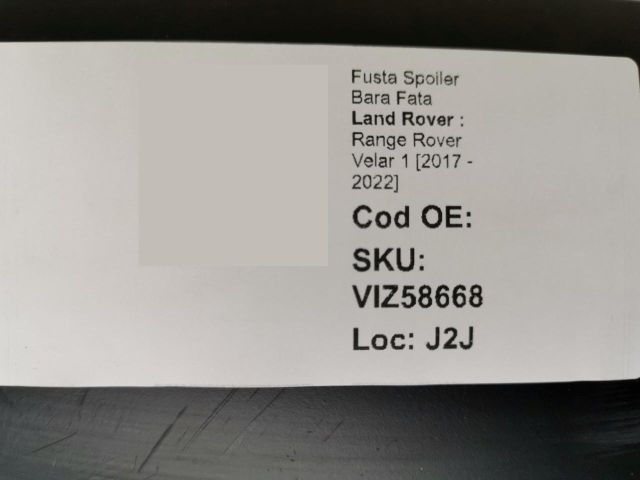 Fusta Spoiler
Bara Fata
Land Rover :
Range Rover
Velar 1 [2017 -
2022]
Cod OE:
SKU:
VIZ58668
Loc: J2J